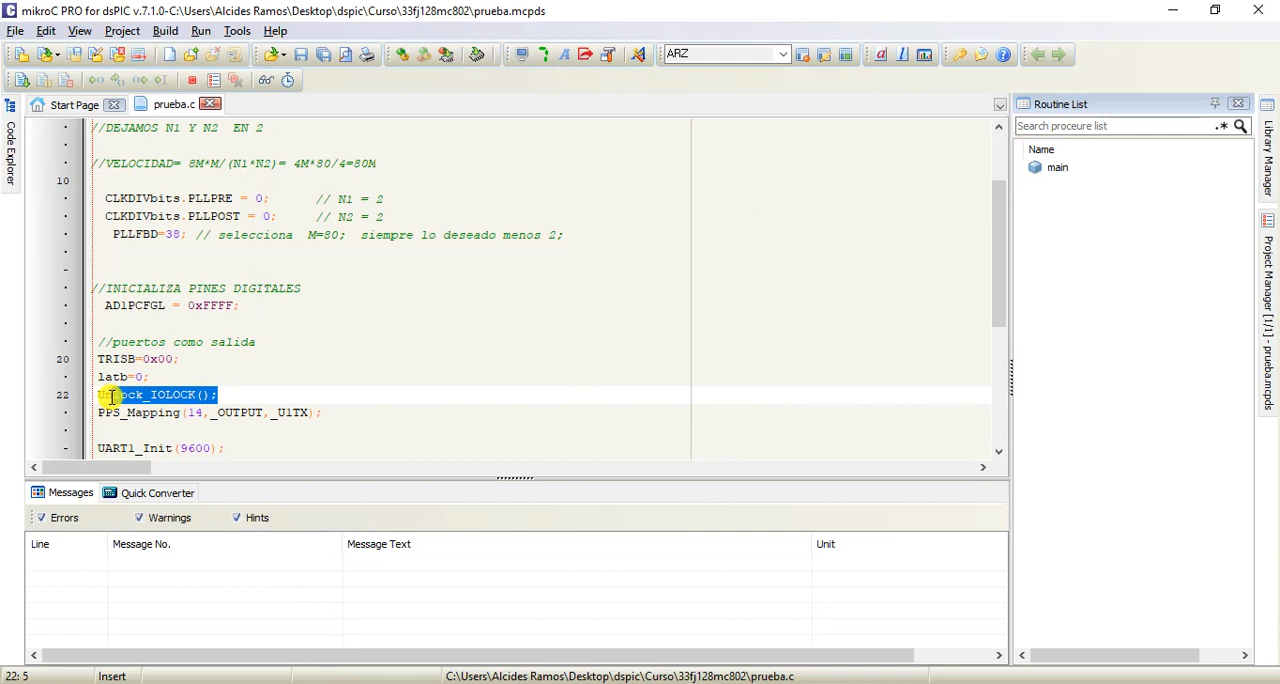 mikroC PRO for dsPIC v.7.1.0-C:\Users\Alcides Ramos\Desktop\dspic\Curso\33fj128mc802\prueba.mcpds
File Edit View Project Build Run Tools Help
ARZ
Start Page prueba.c
Routine List
Search proceure list
Name
main
Code Explorer
Library Manager
Project Manager [1/1] - prueba.mcpds
//DEJAMOS N1 Y N2 EN 2
//VELOCIDAD= 8M*M/(N1*N2)= 4M*80/4=80M
10
CLKDIVbits.PLLPRE = 0; // N1 = 2
CLKDIVbits.PLLPOST = 0; // N2 = 2
PLLFBD=38; // selecciona M=80; siempre lo deseado menos 2;
//INICIALIZA PINES DIGITALES
AD1PCFGL = 0xFFFF;
//puertos como salida
20 TRISB=0x00;
latb=0;
22 Unlock_IOLOCK();
PPS_Mapping(14,_OUTPUT,_U1TX);
UART1_Init(9600);
Messages Quick Converter
Errors Warnings Hints
Line Message No. Message Text Unit
22: 5 Insert C:\Users\Alcides Ramos\Desktop\dspic\Curso\33fj128mc802\prueba.c